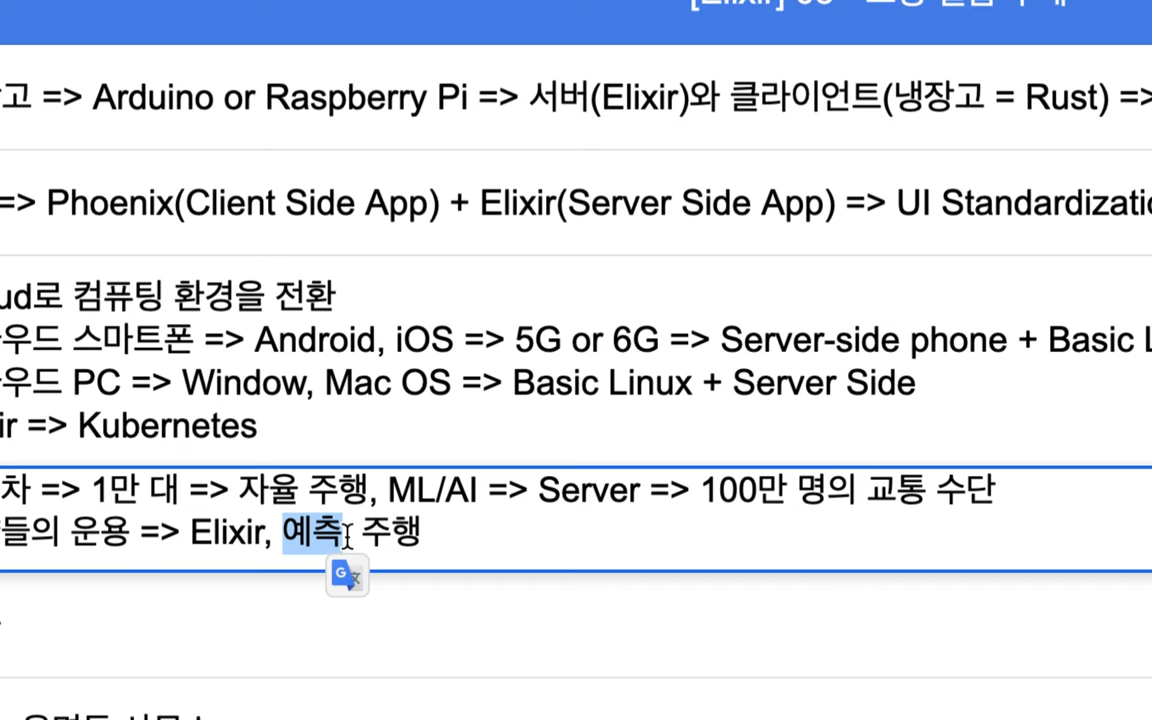 [Elixir]
고 => Arduino or Raspberry Pi => 서버(Elixir)와 클라이언트(냉장고 = Rust) =>
=> Phoenix(Client Side App) + Elixir(Server Side App) => UI Standardizatio
ud로 컴퓨팅 환경을 전환
우드 스마트폰 => Android, iOS => 5G or 6G => Server-side phone + Basic L
우드 PC => Window, Mac OS => Basic Linux + Server Side
ir => Kubernetes
차 => 1만 대 => 자율 주행, ML/AI => Server => 100만 명의 교통 수단
들의 운용 => Elixir, 예측 주행